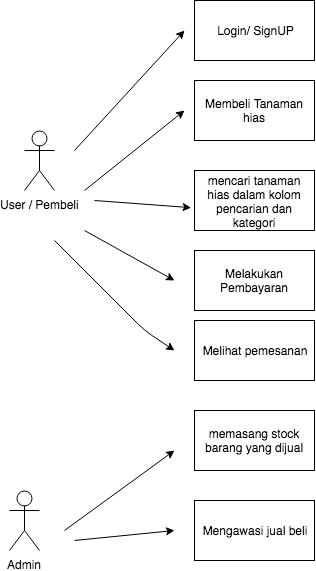 Login/ SignUP
Membeli Tanaman
hias
User / Pembeli
mencari tanaman
hias dalam kolom
pencarian dan
kategori
Melakukan
Pembayaran
Melihat pemesanan
memasang stock
barang yang dijual
Mengawasi jual beli
Admin